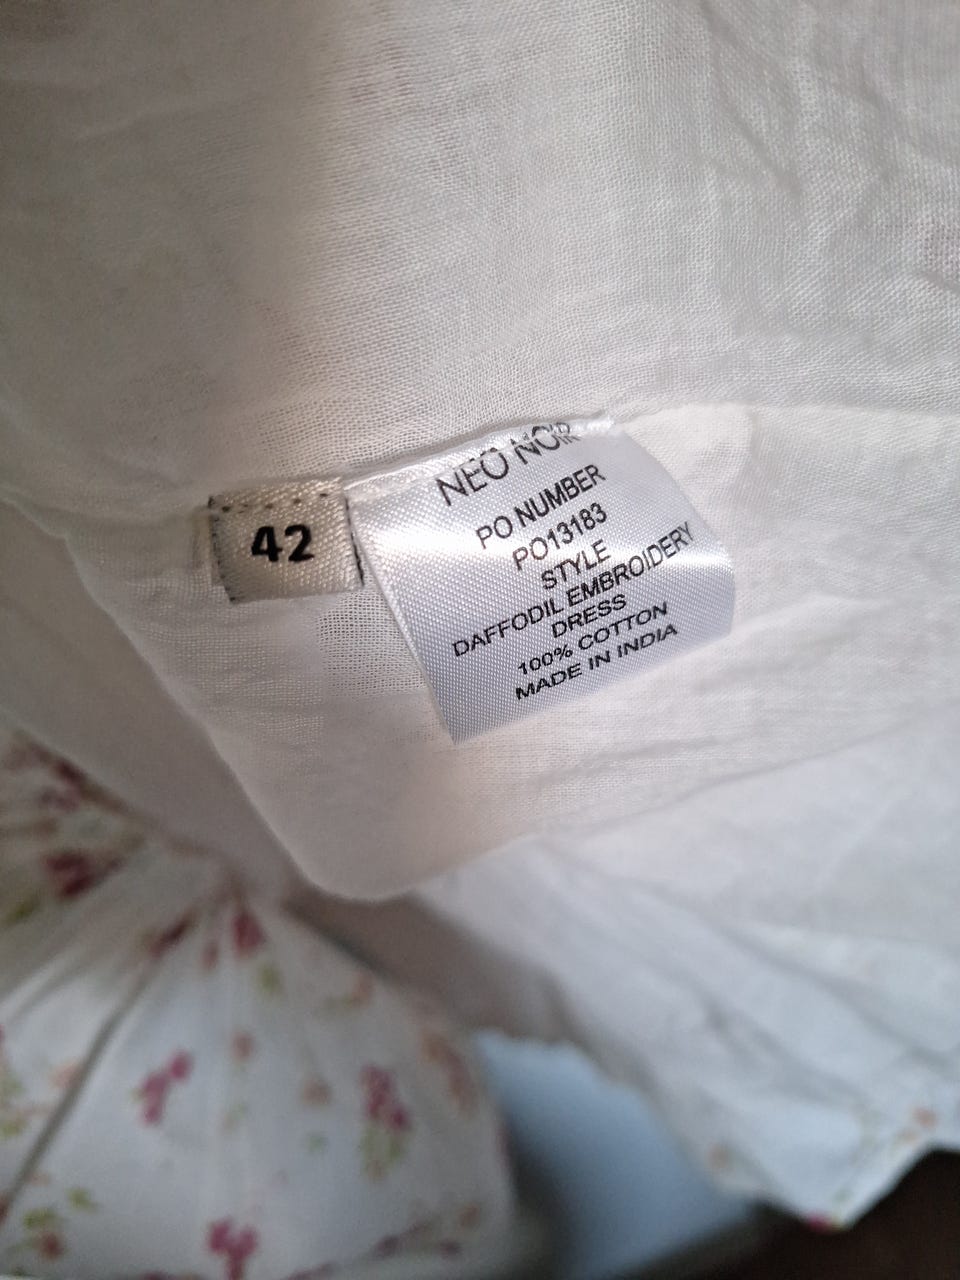 42
NEO NOIR
PO NUMBER
PO13183
STYLE
DAFFODIL EMBROIDERY
DRESS
100% COTTON
MADE IN INDIA